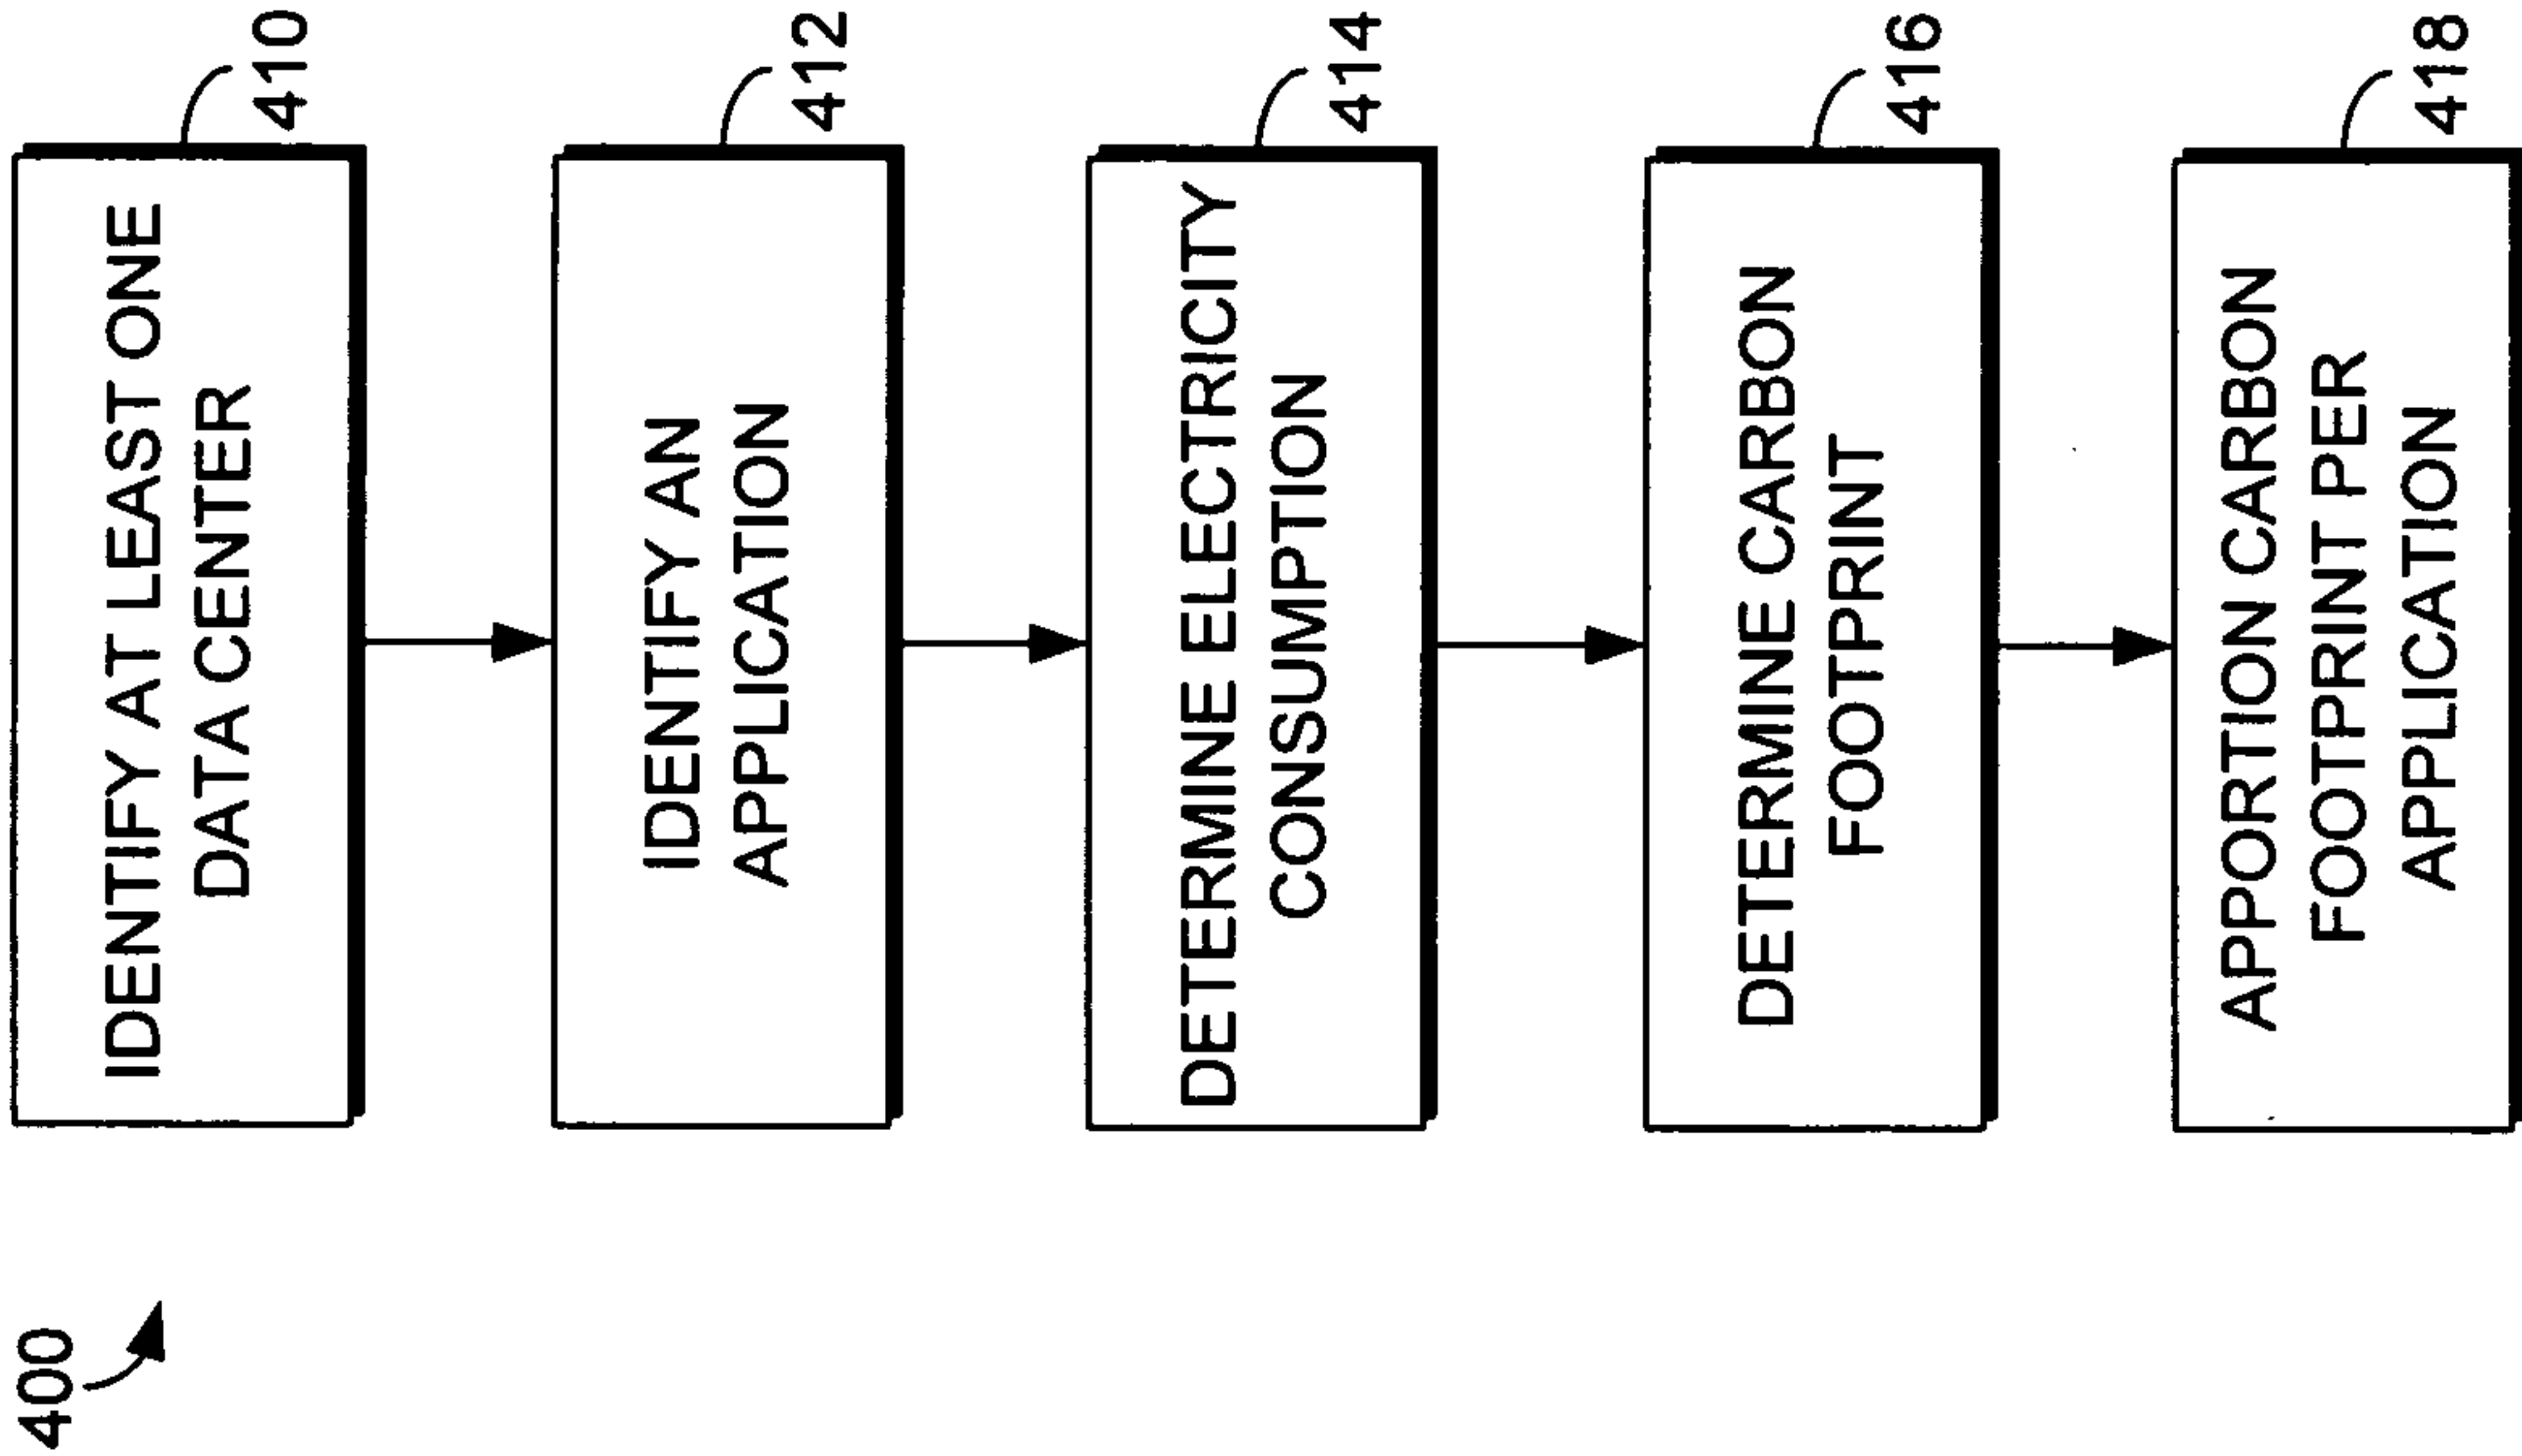 400
IDENTIFY AT LEAST ONE
DATA CENTER
410
IDENTIFY AN
APPLICATION
412
DETERMINE ELECTRICITY
CONSUMPTION
414
DETERMINE CARBON
FOOTPRINT
416
APPORTION CARBON
FOOTPRINT PER
APPLICATION
418